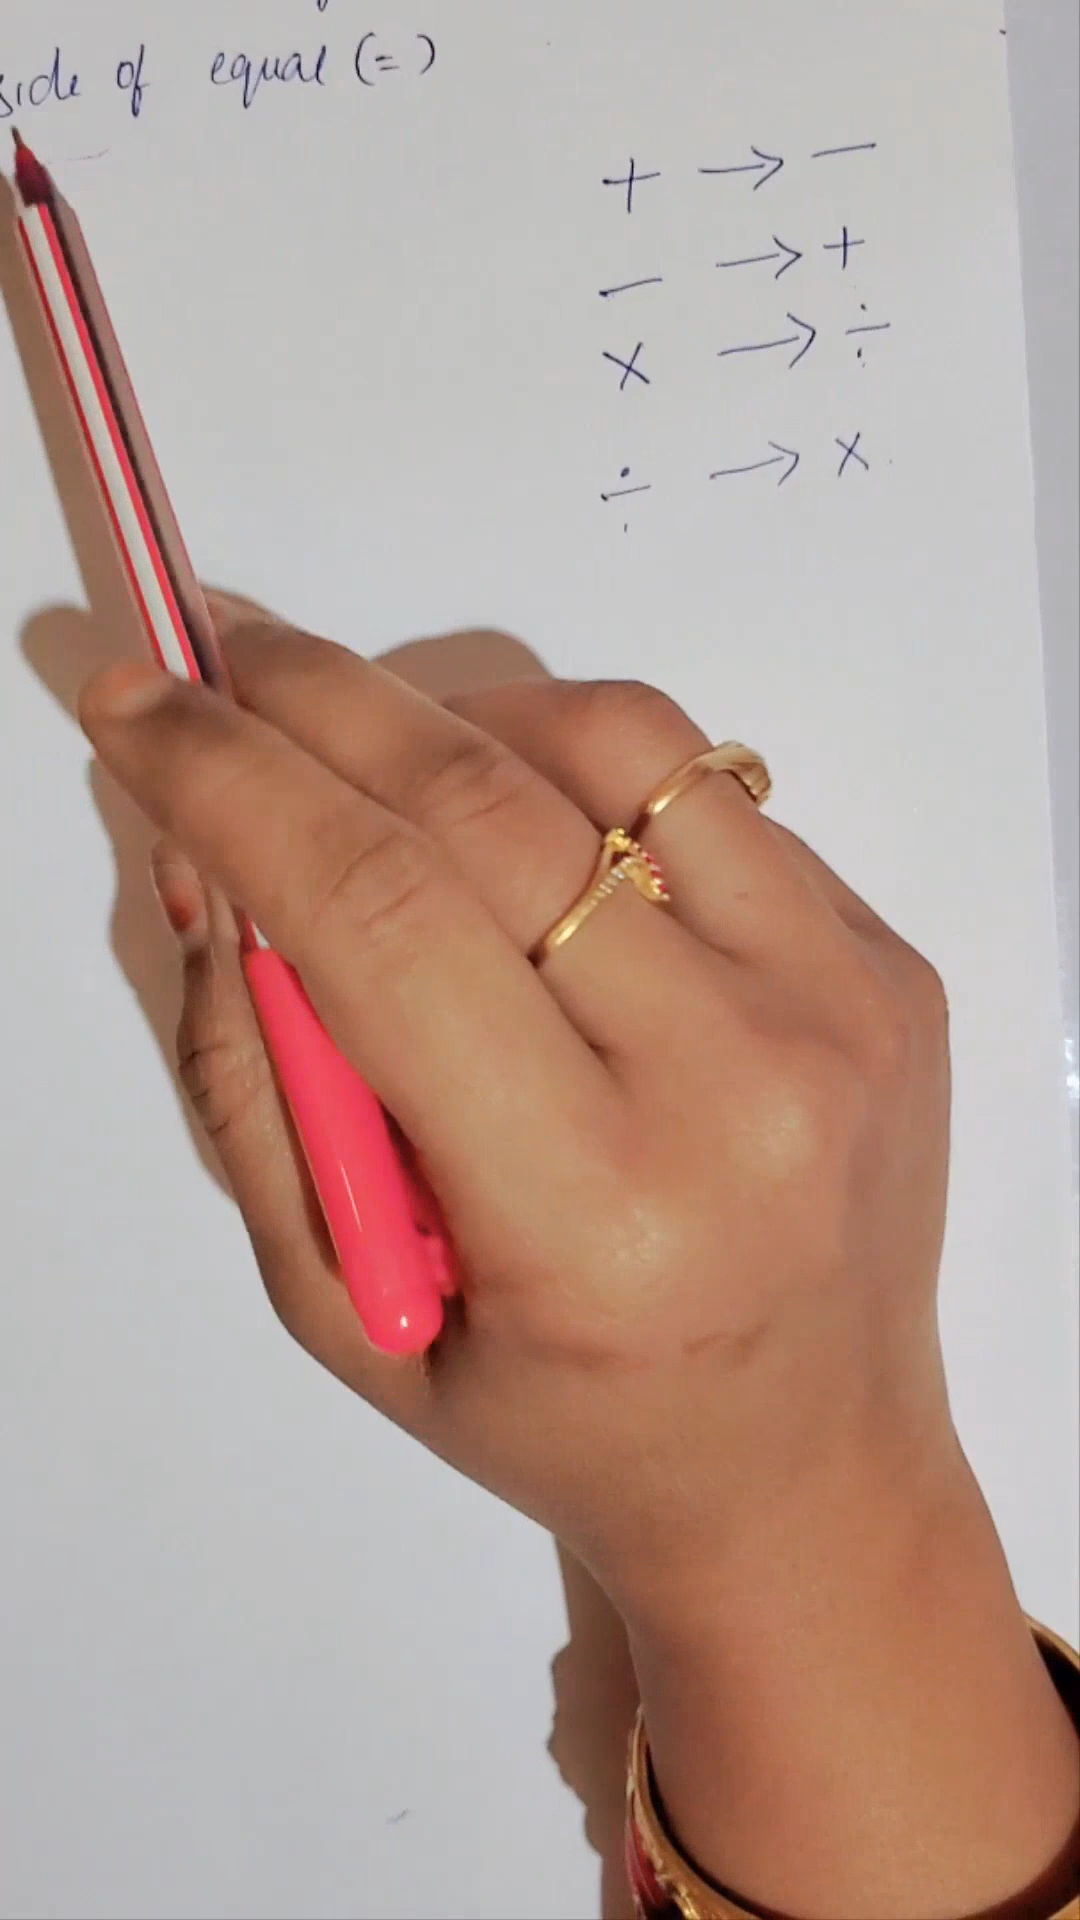 side of equal (=)
+ → −
− → +
× → ÷
÷ → ×